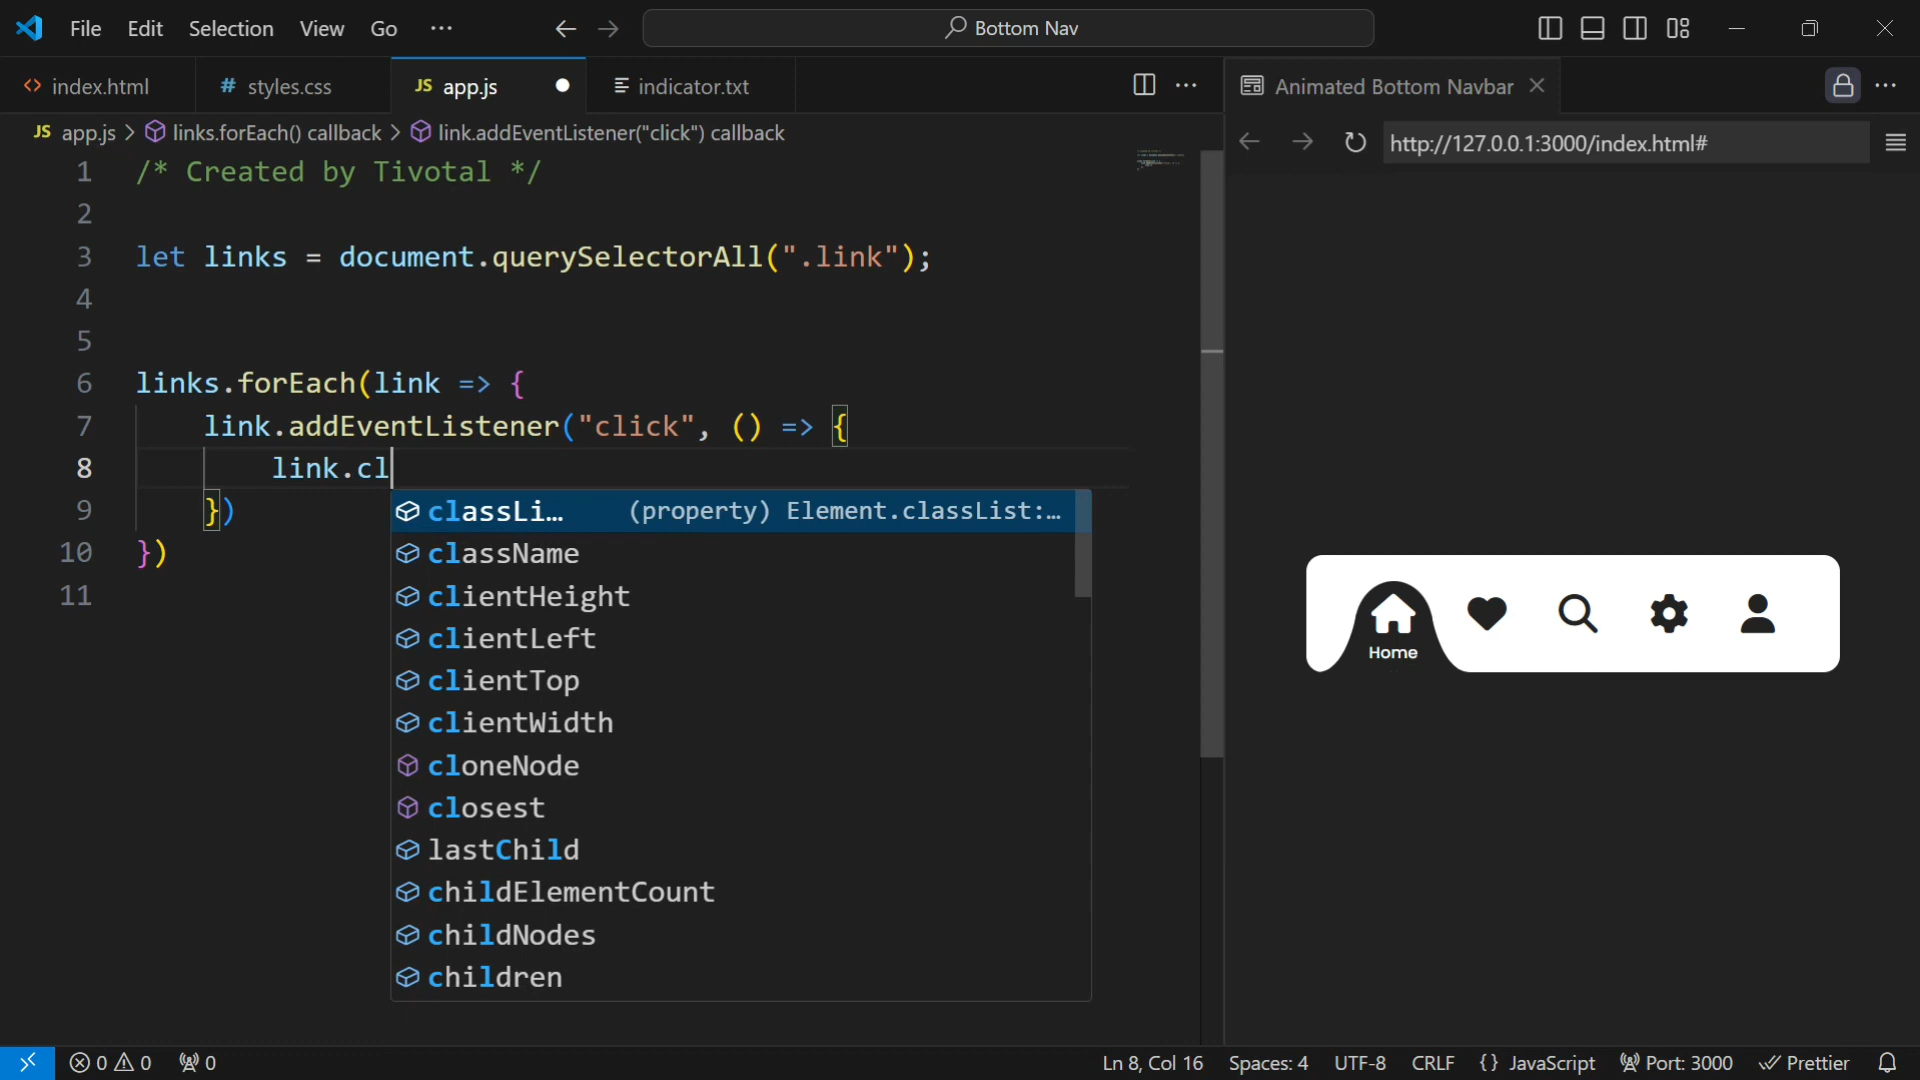 File Edit Selection View Go ··· Bottom Nav
index.html # styles.css JS app.js indicator.txt ··· Animated Bottom Navbar ···
JS app.js > links.forEach() callback > link.addEventListener("click") callback
http://127.0.0.1:3000/index.html#
1 /* Created by Tivotal */
2
3 let links = document.querySelectorAll(".link");
4
5
6 links.forEach(link => {
7 link.addEventListener("click", () => {
8 link.cl
9 })
10 })
11
classLi… (property) Element.classList:…
className
clientHeight
clientLeft
clientTop
clientWidth
cloneNode
closest
lastChild
childElementCount
childNodes
children
Home
0 0 0 Ln 8, Col 16 Spaces: 4 UTF-8 CRLF {} JavaScript Port: 3000 Prettier